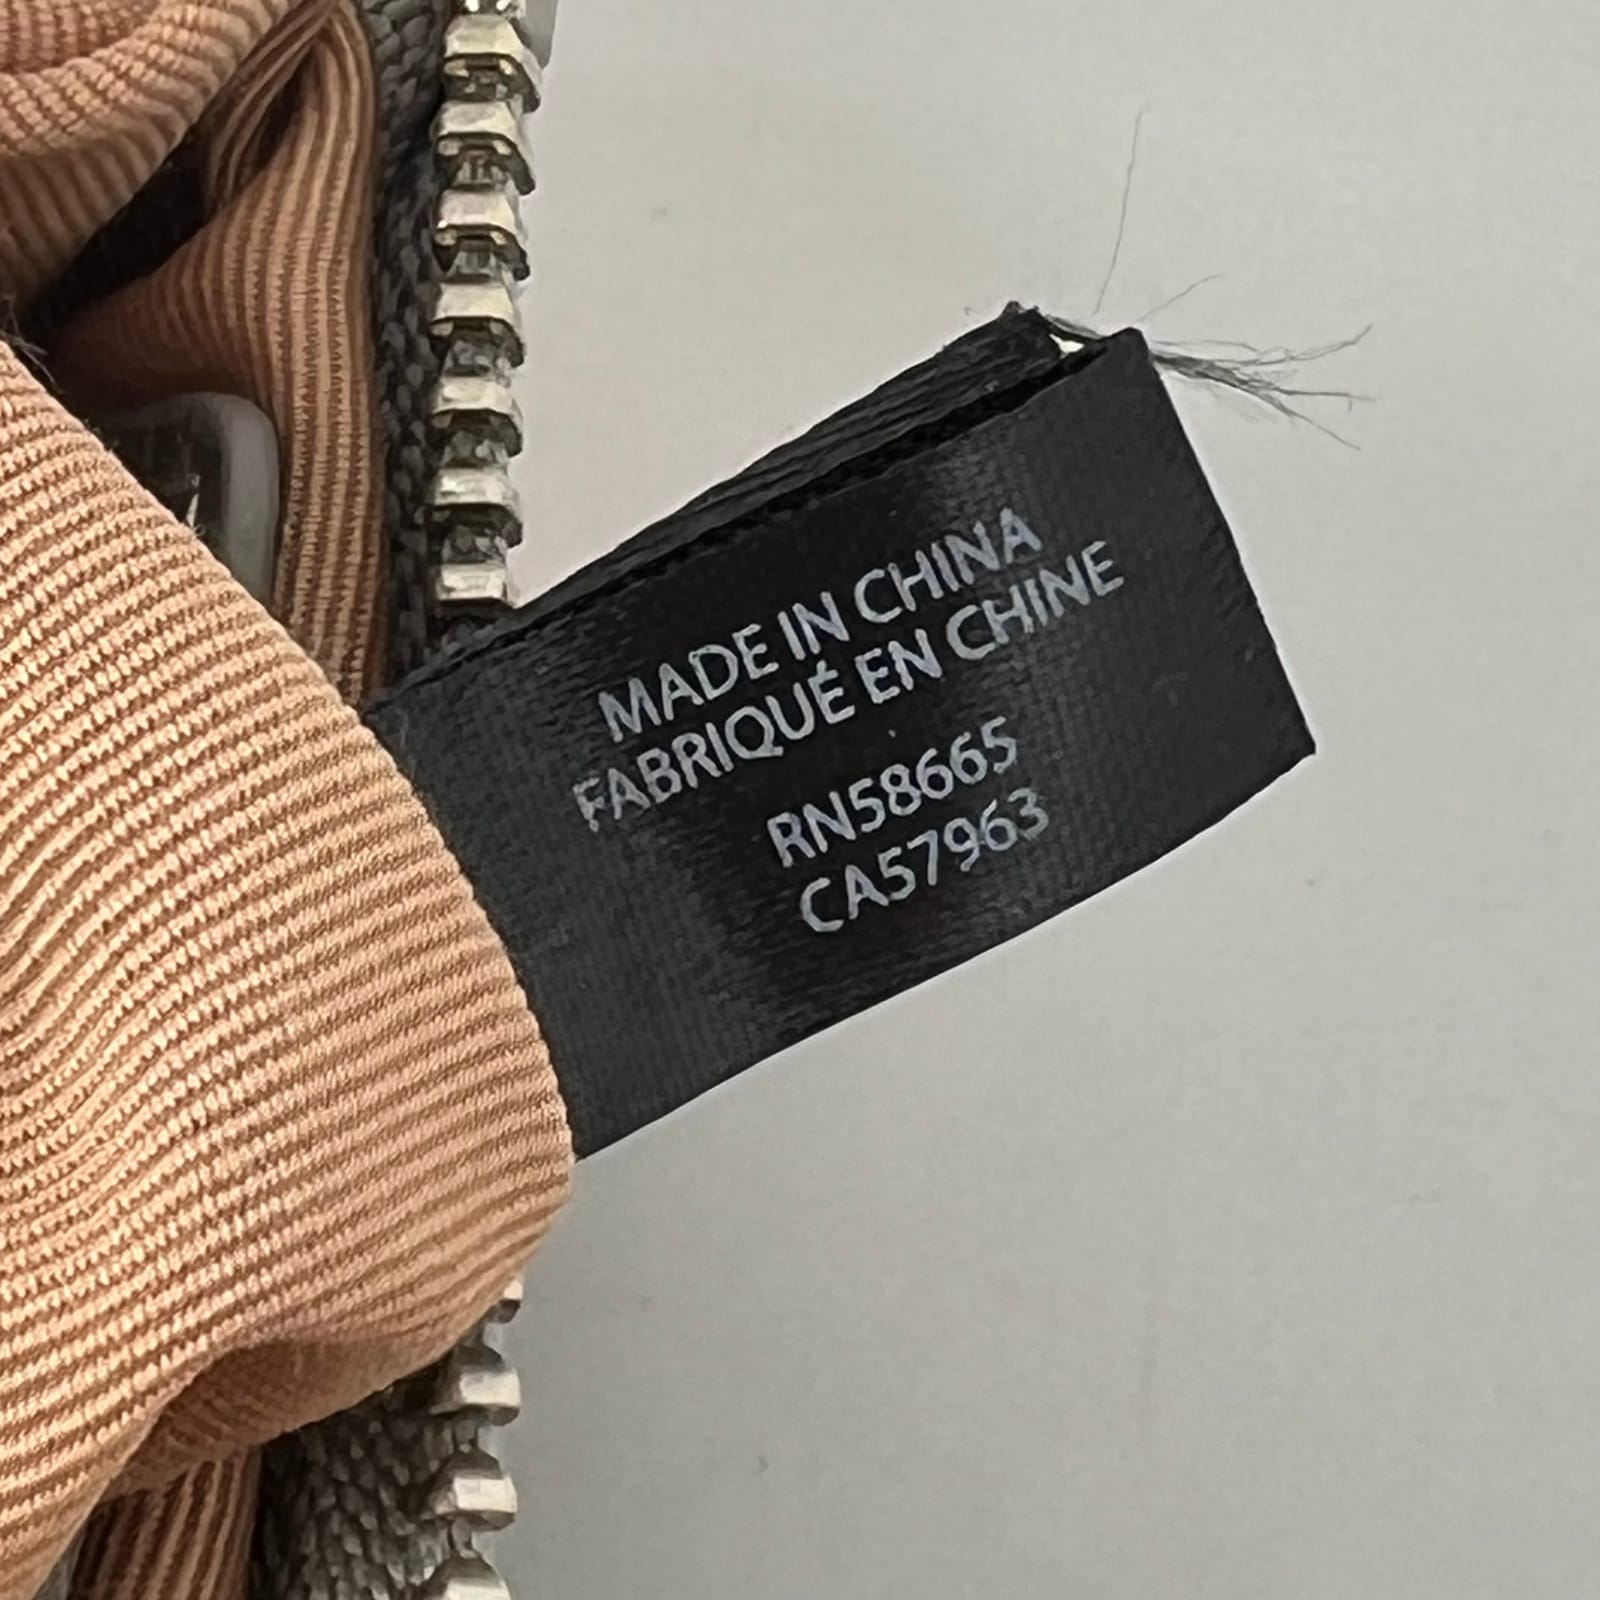 MADE IN CHINA
FABRIQUÉ EN CHINE
RN58665
CA57963